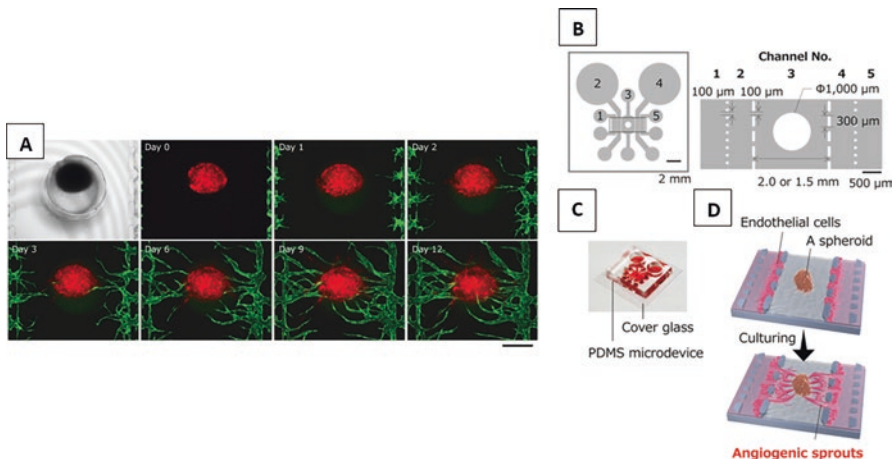 A
Day 0
Day 1
Day 2
Day 3
Day 6
Day 9
Day 12
B
Channel No.
1 2 3 4 5
100 µm 100 µm Φ1,000 µm
300 µm
2.0 or 1.5 mm
500 µm
2
3
4
1
5
2 mm
C
Cover glass
PDMS microdevice
D
Endothelial cells
A spheroid
Culturing
Angiogenic sprouts